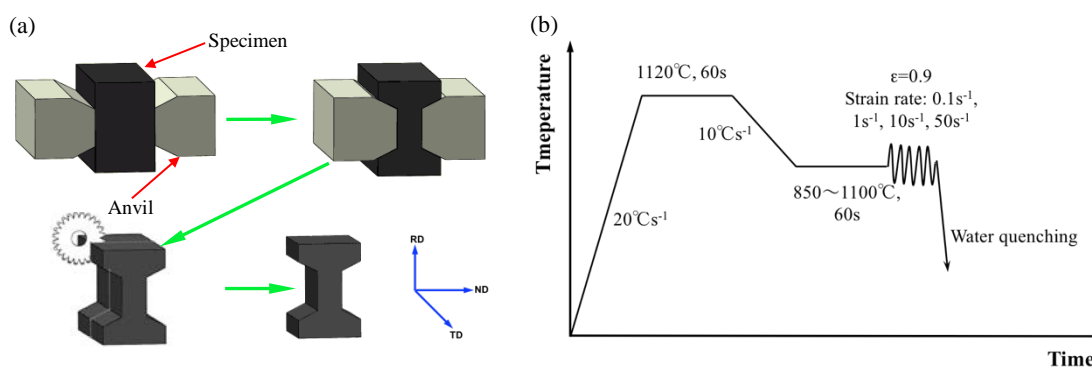 (a)
Specimen
Anvil
RD
ND
TD
(b)
Tmeperature
1120℃, 60s
ε=0.9
Strain rate: 0.1s⁻¹,
1s⁻¹, 10s⁻¹, 50s⁻¹
10℃s⁻¹
850～1100℃,
60s
20℃s⁻¹
Water quenching
Time